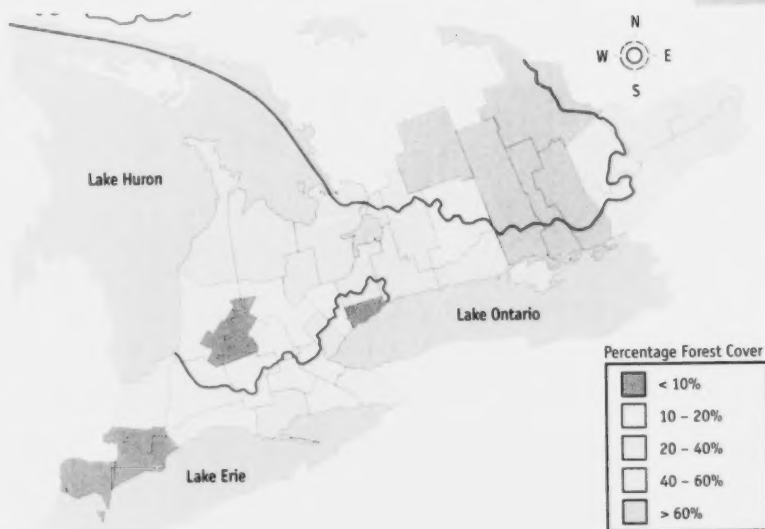 N
W E
S
Lake Huron
Lake Ontario
Lake Erie
Percentage Forest Cover
< 10%
10 – 20%
20 – 40%
40 – 60%
> 60%